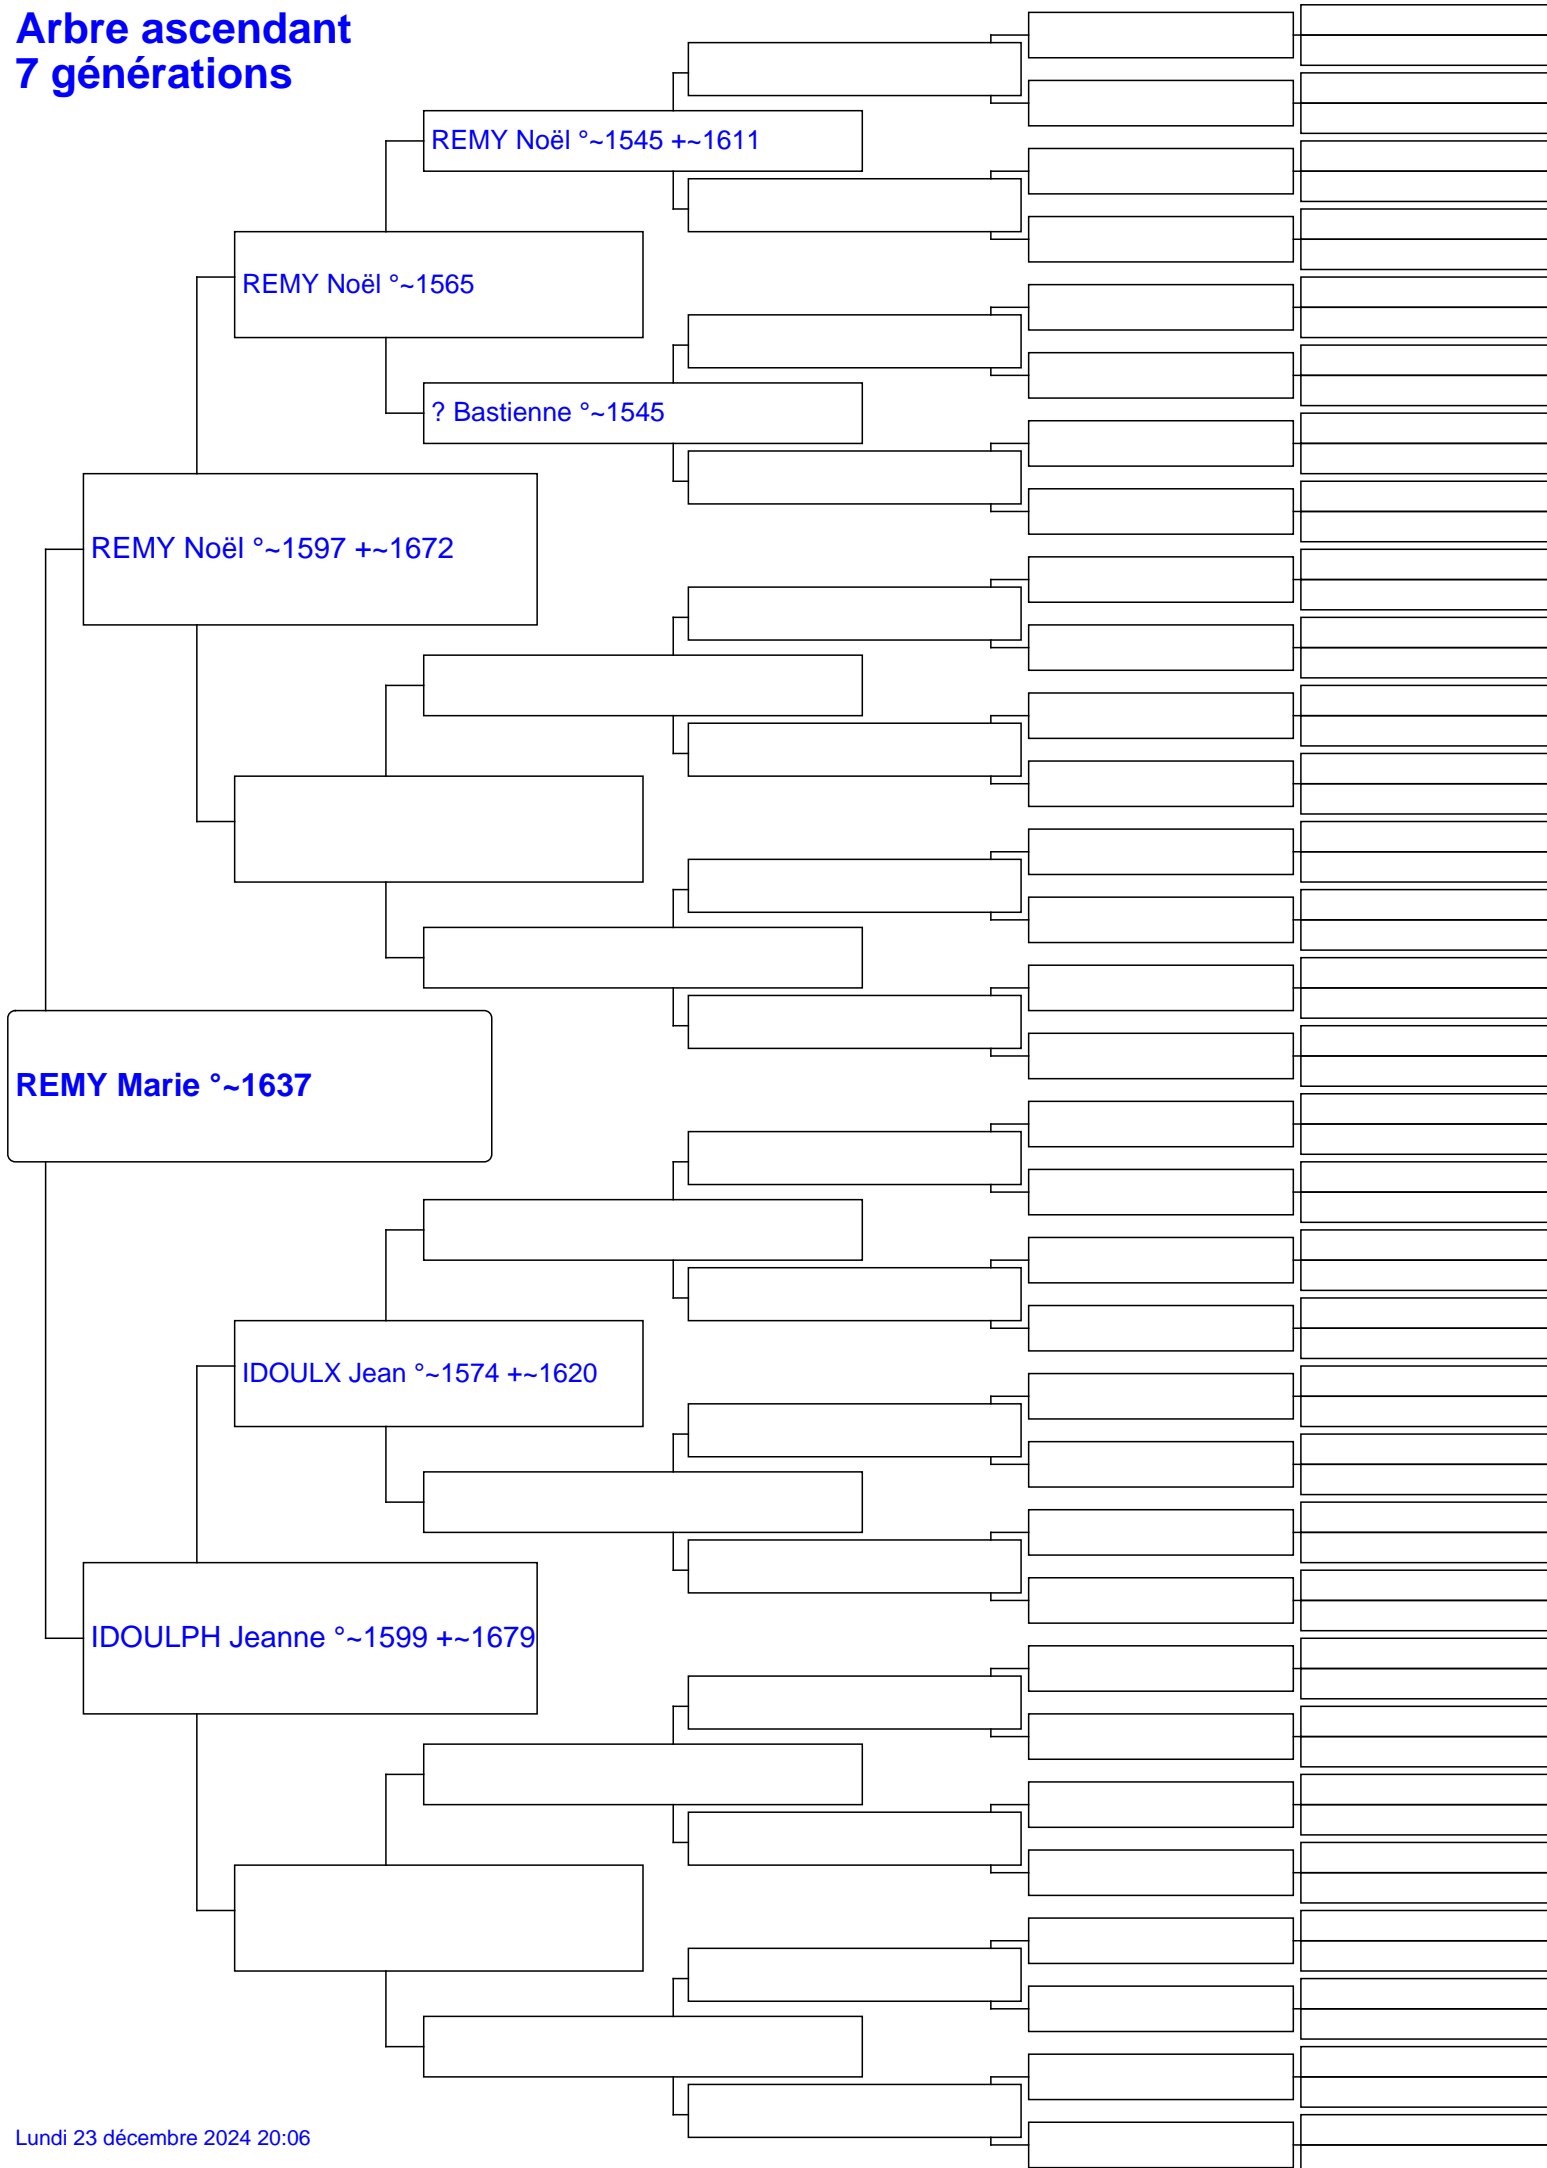 Arbre ascendant
7 générations
REMY Noël °~1545 +~1611
REMY Noël °~1565
? Bastienne °~1545
REMY Noël °~1597 +~1672
REMY Marie °~1637
IDOULX Jean °~1574 +~1620
IDOULPH Jeanne °~1599 +~1679
Lundi 23 décembre 2024 20:06